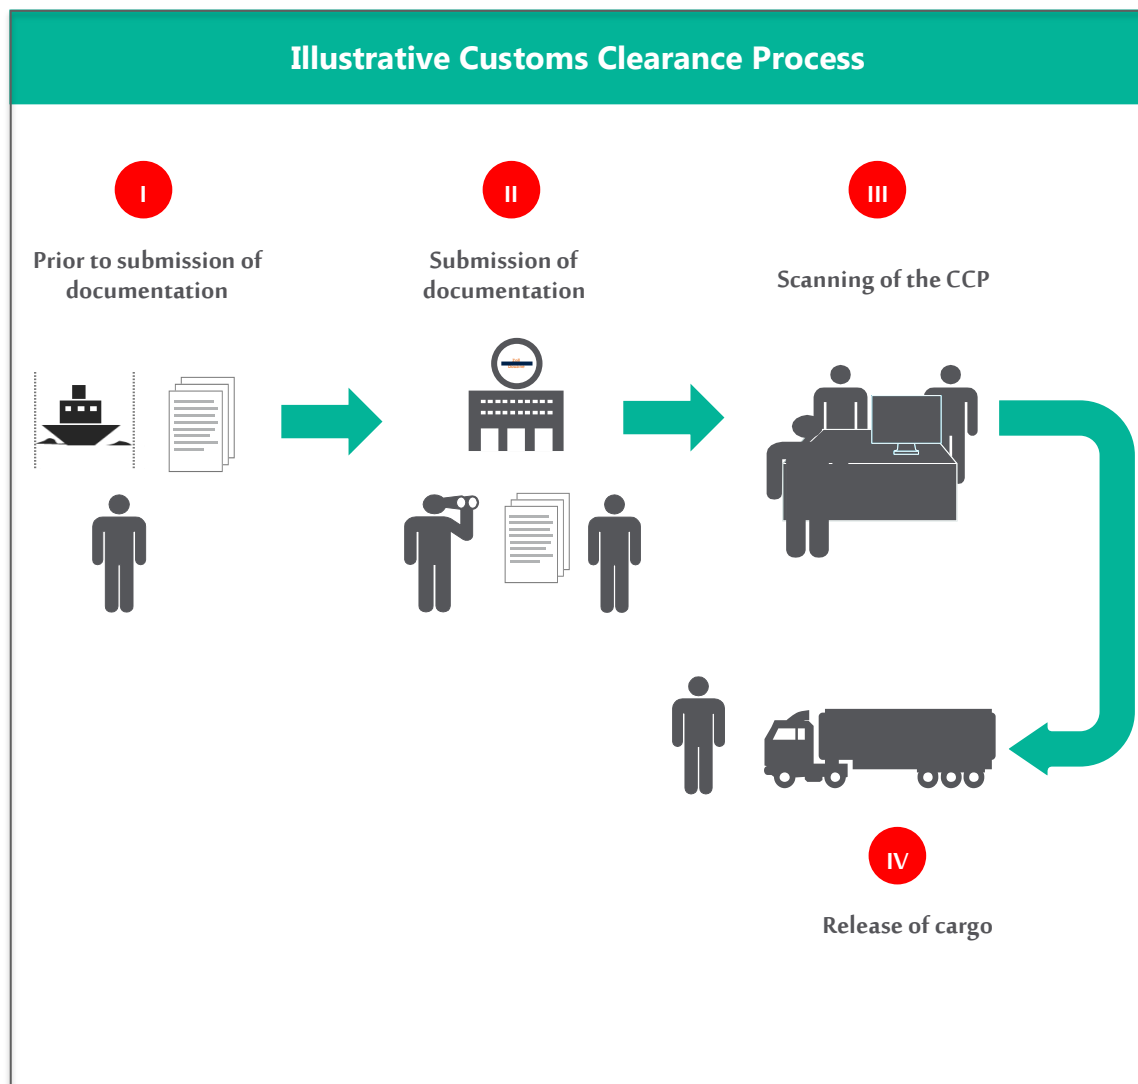 Illustrative Customs Clearance Process
I
II
III
Prior to submission of
documentation
Submission of
documentation
Scanning of the CCP
IV
Release of cargo